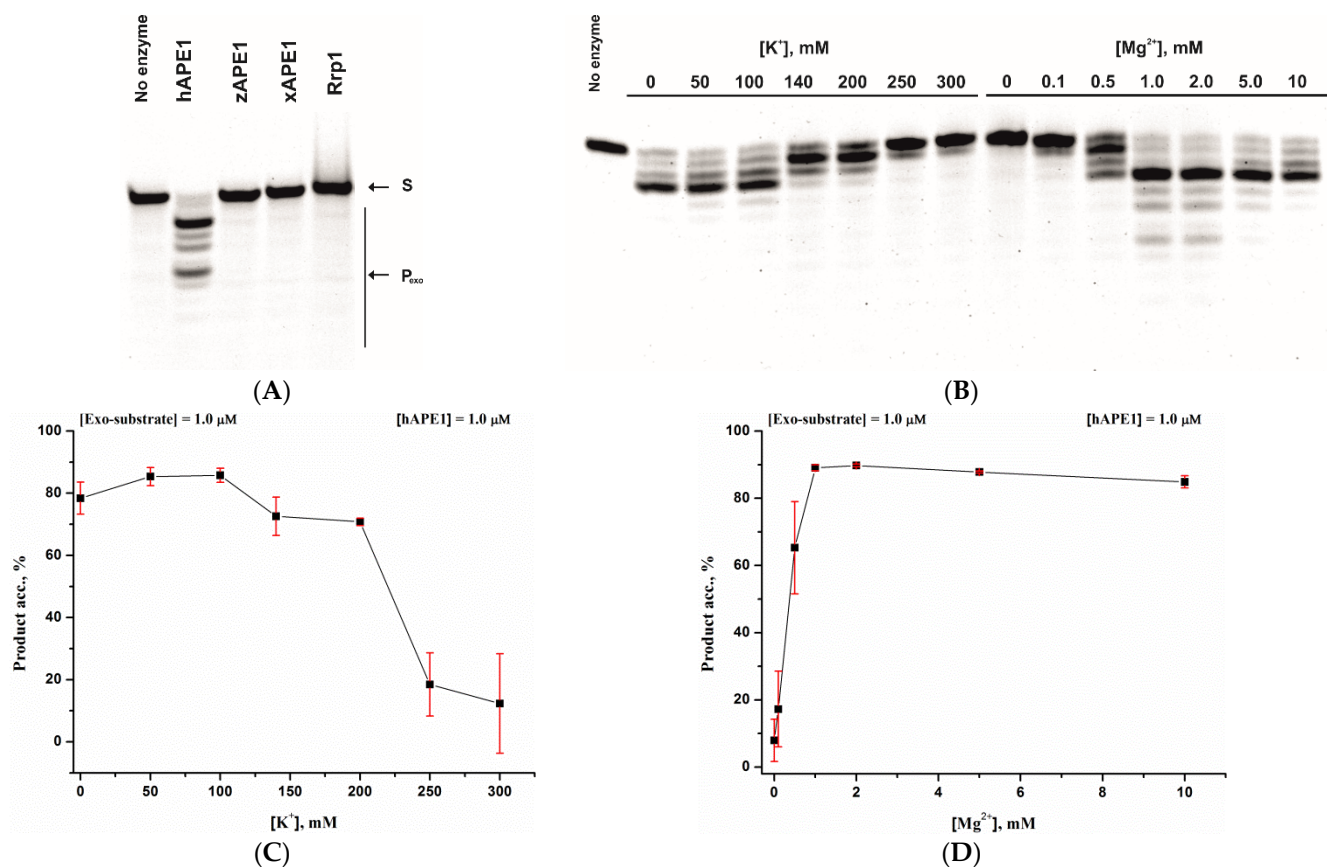 No enzyme hAPE1 zAPE1 xAPE1 Rrp1
S
Pexo
(A)
[K+], mM [Mg2+], mM
No enzyme 0 50 100 140 200 250 300 0 0.1 0.5 1.0 2.0 5.0 10
(B)
[Exo-substrate] = 1.0 μM [hAPE1] = 1.0 μM
Product acc., %
100
80
60
40
20
0
0 50 100 150 200 250 300
[K+], mM
(C)
[Exo-substrate] = 1.0 μM [hAPE1] = 1.0 μM
Product acc., %
100
80
60
40
20
0
0 2 4 6 8 10
[Mg2+], mM
(D)